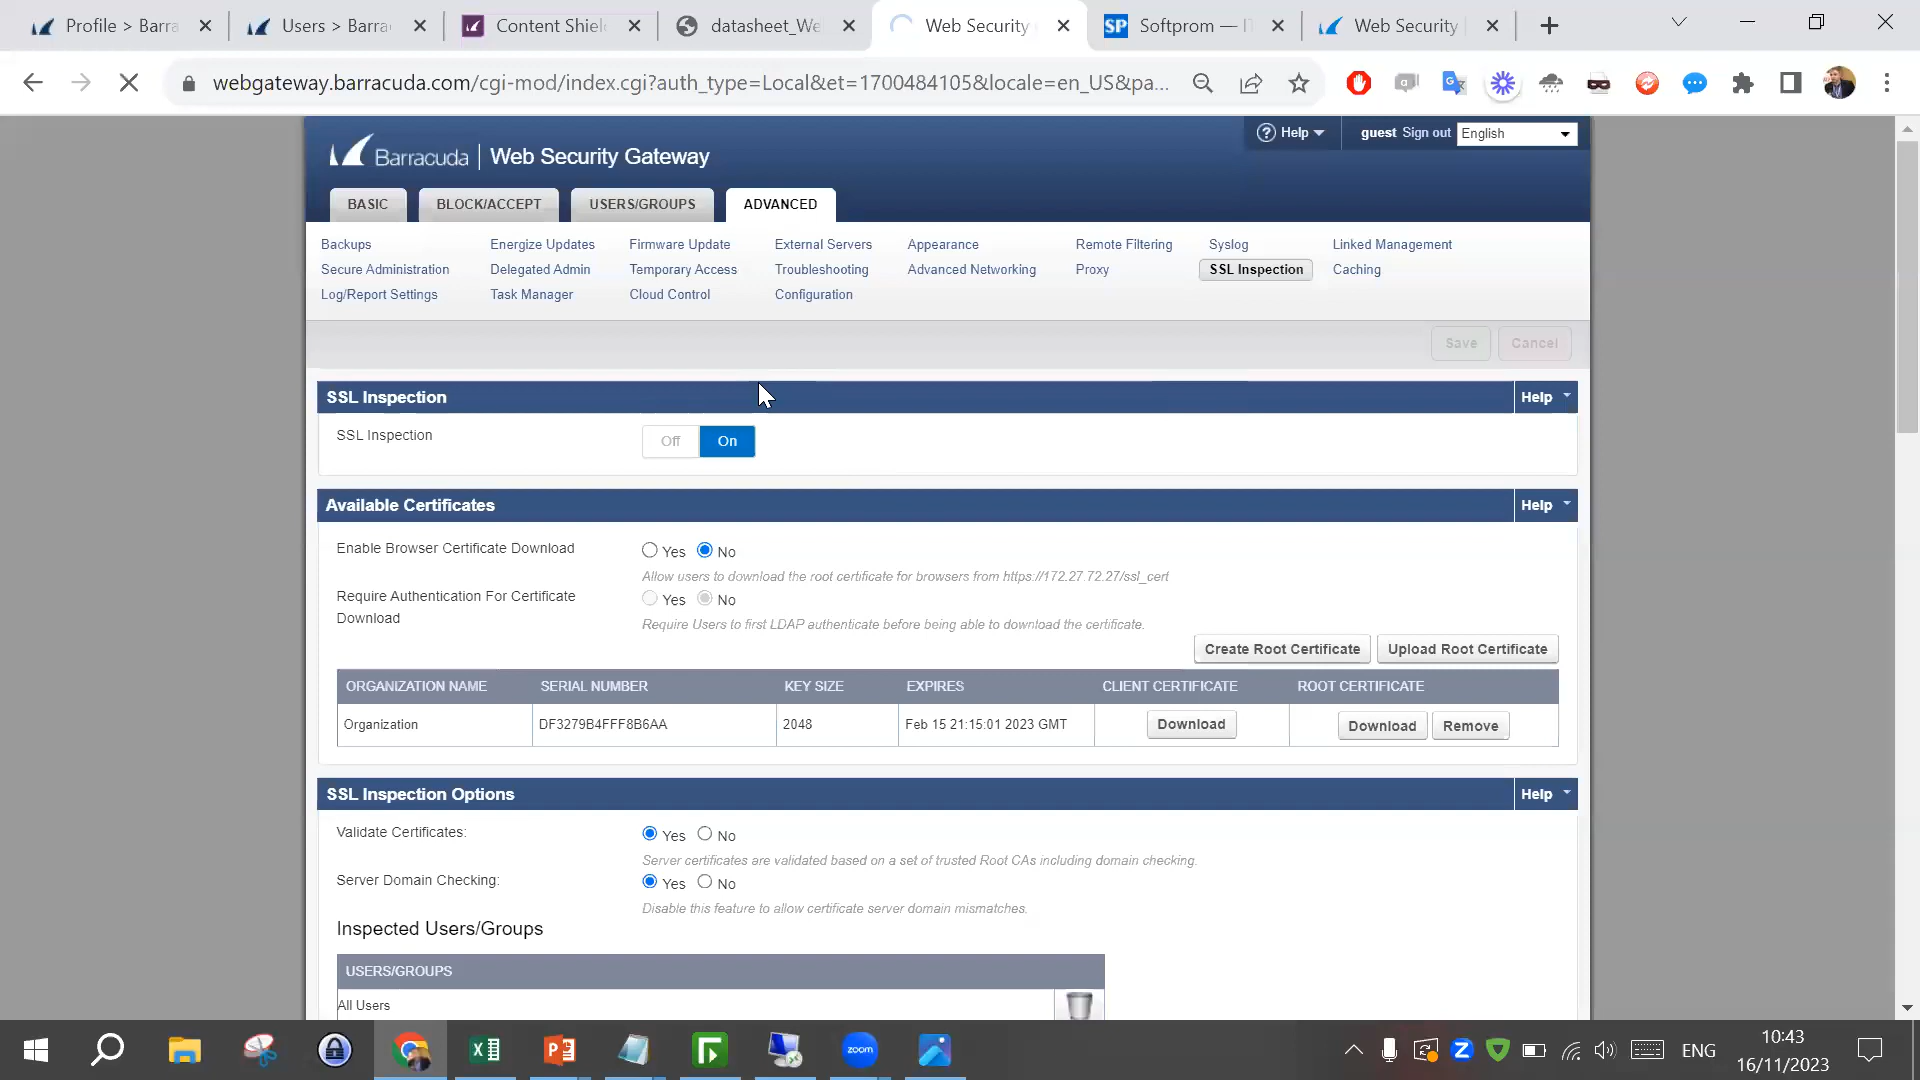 Profile > Barra
Users > Barra
Content Shiel
datasheet_We
Web Security
SP Softprom — IT
Web Security
webgateway.barracuda.com/cgi-mod/index.cgi?auth_type=Local&et=1700484105&locale=en_US&pa...
Help
guest Sign out English
Barracuda | Web Security Gateway
BASIC BLOCK/ACCEPT USERS/GROUPS ADVANCED
Backups Energize Updates Firmware Update External Servers Appearance Remote Filtering Syslog Linked Management
Secure Administration Delegated Admin Temporary Access Troubleshooting Advanced Networking Proxy SSL Inspection Caching
Log/Report Settings Task Manager Cloud Control Configuration
Save Cancel
SSL Inspection Help
SSL Inspection Off On
Available Certificates Help
Enable Browser Certificate Download Yes No
Allow users to download the root certificate for browsers from https://172.27.72.27/ssl_cert
Require Authentication For Certificate
Download
Yes No
Require Users to first LDAP authenticate before being able to download the certificate.
Create Root Certificate Upload Root Certificate
ORGANIZATION NAME SERIAL NUMBER KEY SIZE EXPIRES CLIENT CERTIFICATE ROOT CERTIFICATE
Organization DF3279B4FFF8B6AA 2048 Feb 15 21:15:01 2023 GMT Download Download Remove
SSL Inspection Options Help
Validate Certificates: Yes No
Server certificates are validated based on a set of trusted Root CAs including domain checking.
Server Domain Checking: Yes No
Disable this feature to allow certificate server domain mismatches.
Inspected Users/Groups
USERS/GROUPS
All Users
zoom
ENG
10:43
16/11/2023